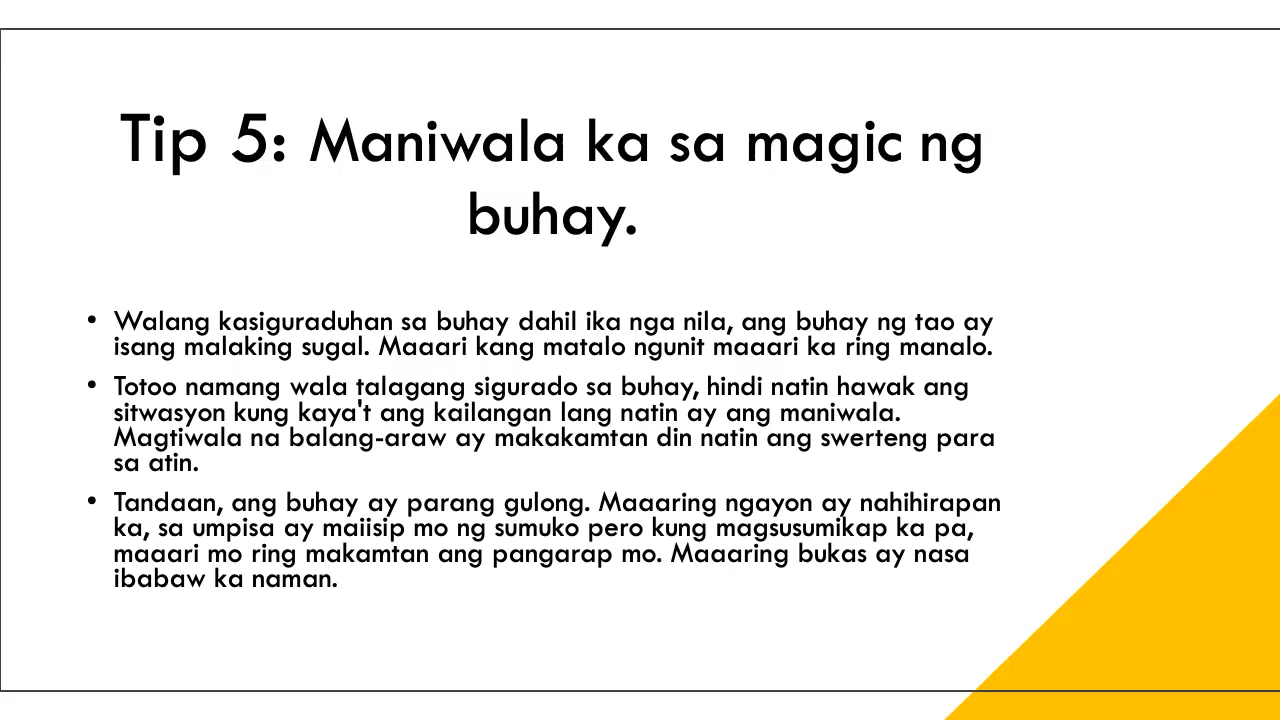 Tip 5: Maniwala ka sa magic ng
buhay.
• Walang kasiguraduhan sa buhay dahil ika nga nila, ang buhay ng tao ay
isang malaking sugal. Maaari kang matalo ngunit maaari ka ring manalo.
• Totoo namang wala talagang sigurado sa buhay, hindi natin hawak ang
sitwasyon kung kaya't ang kailangan lang natin ay ang maniwala.
Magtiwala na balang-araw ay makakamtan din natin ang swerteng para
sa atin.
• Tandaan, ang buhay ay parang gulong. Maaaring ngayon ay nahihirapan
ka, sa umpisa ay maiisip mo ng sumuko pero kung magsusumikap ka pa,
maaari mo ring makamtan ang pangarap mo. Maaaring bukas ay nasa
ibabaw ka naman.